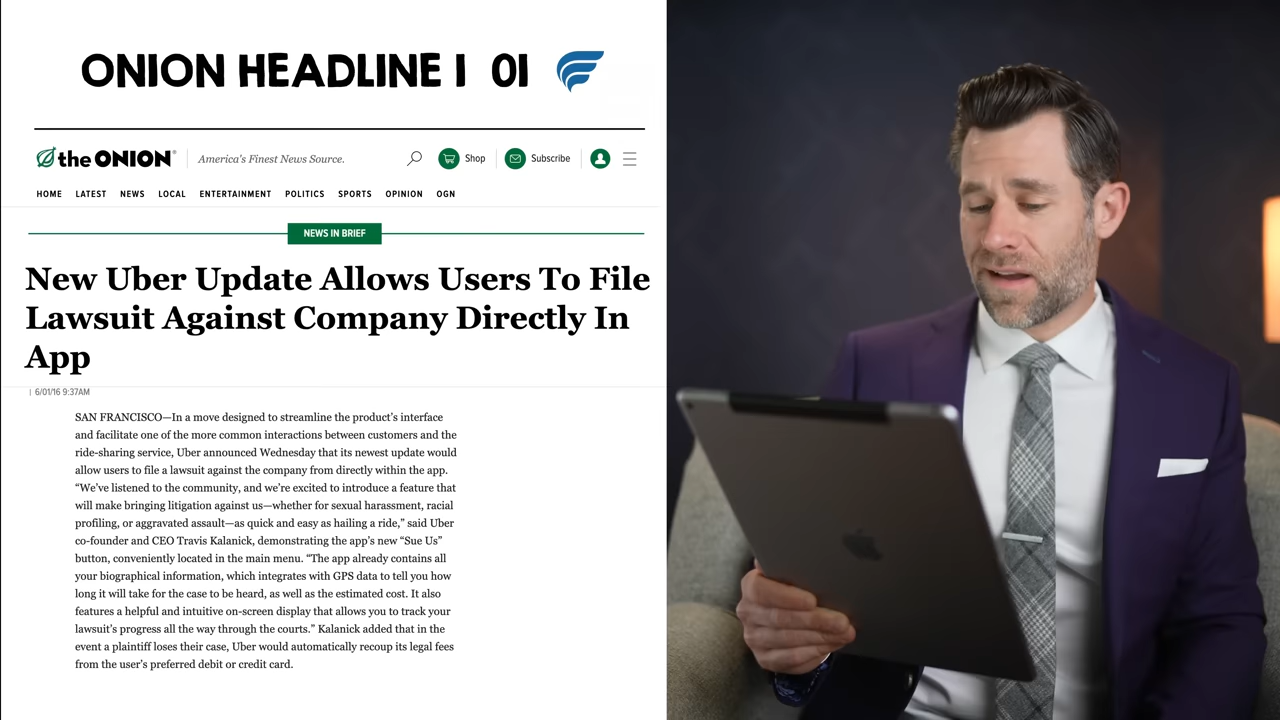 ONION HEADLINE 1 01
the ONION®
America's Finest News Source.
Shop
Subscribe
HOME LATEST NEWS LOCAL ENTERTAINMENT POLITICS SPORTS OPINION OGN
NEWS IN BRIEF
New Uber Update Allows Users To File
Lawsuit Against Company Directly In
App
| 6/01/16 9:37AM
SAN FRANCISCO—In a move designed to streamline the product's interface
and facilitate one of the more common interactions between customers and the
ride-sharing service, Uber announced Wednesday that its newest update would
allow users to file a lawsuit against the company from directly within the app.
“We've listened to the community, and we're excited to introduce a feature that
will make bringing litigation against us—whether for sexual harassment, racial
profiling, or aggravated assault—as quick and easy as hailing a ride,” said Uber
co-founder and CEO Travis Kalanick, demonstrating the app's new “Sue Us”
button, conveniently located in the main menu. “The app already contains all
your biographical information, which integrates with GPS data to tell you how
long it will take for the case to be heard, as well as the estimated cost. It also
features a helpful and intuitive on-screen display that allows you to track your
lawsuit's progress all the way through the courts.” Kalanick added that in the
event a plaintiff loses their case, Uber would automatically recoup its legal fees
from the user's preferred debit or credit card.